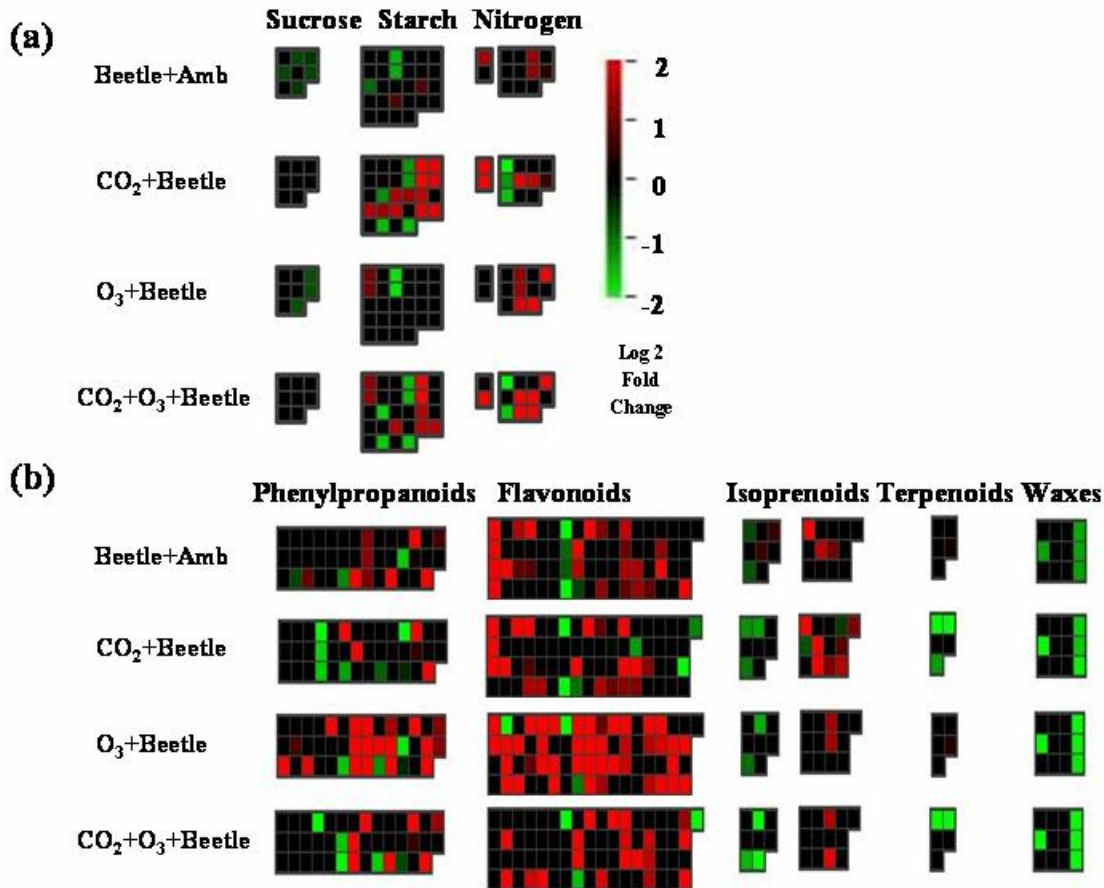 (a)
Sucrose Starch Nitrogen
Beetle+Amb
CO₂+Beetle
O₃+Beetle
CO₂+O₃+Beetle
2
1
0
-1
-2
Log 2
Fold
Change
(b)
Phenylpropanoids Flavonoids Isoprenoids Terpenoids Waxes
Beetle+Amb
CO₂+Beetle
O₃+Beetle
CO₂+O₃+Beetle